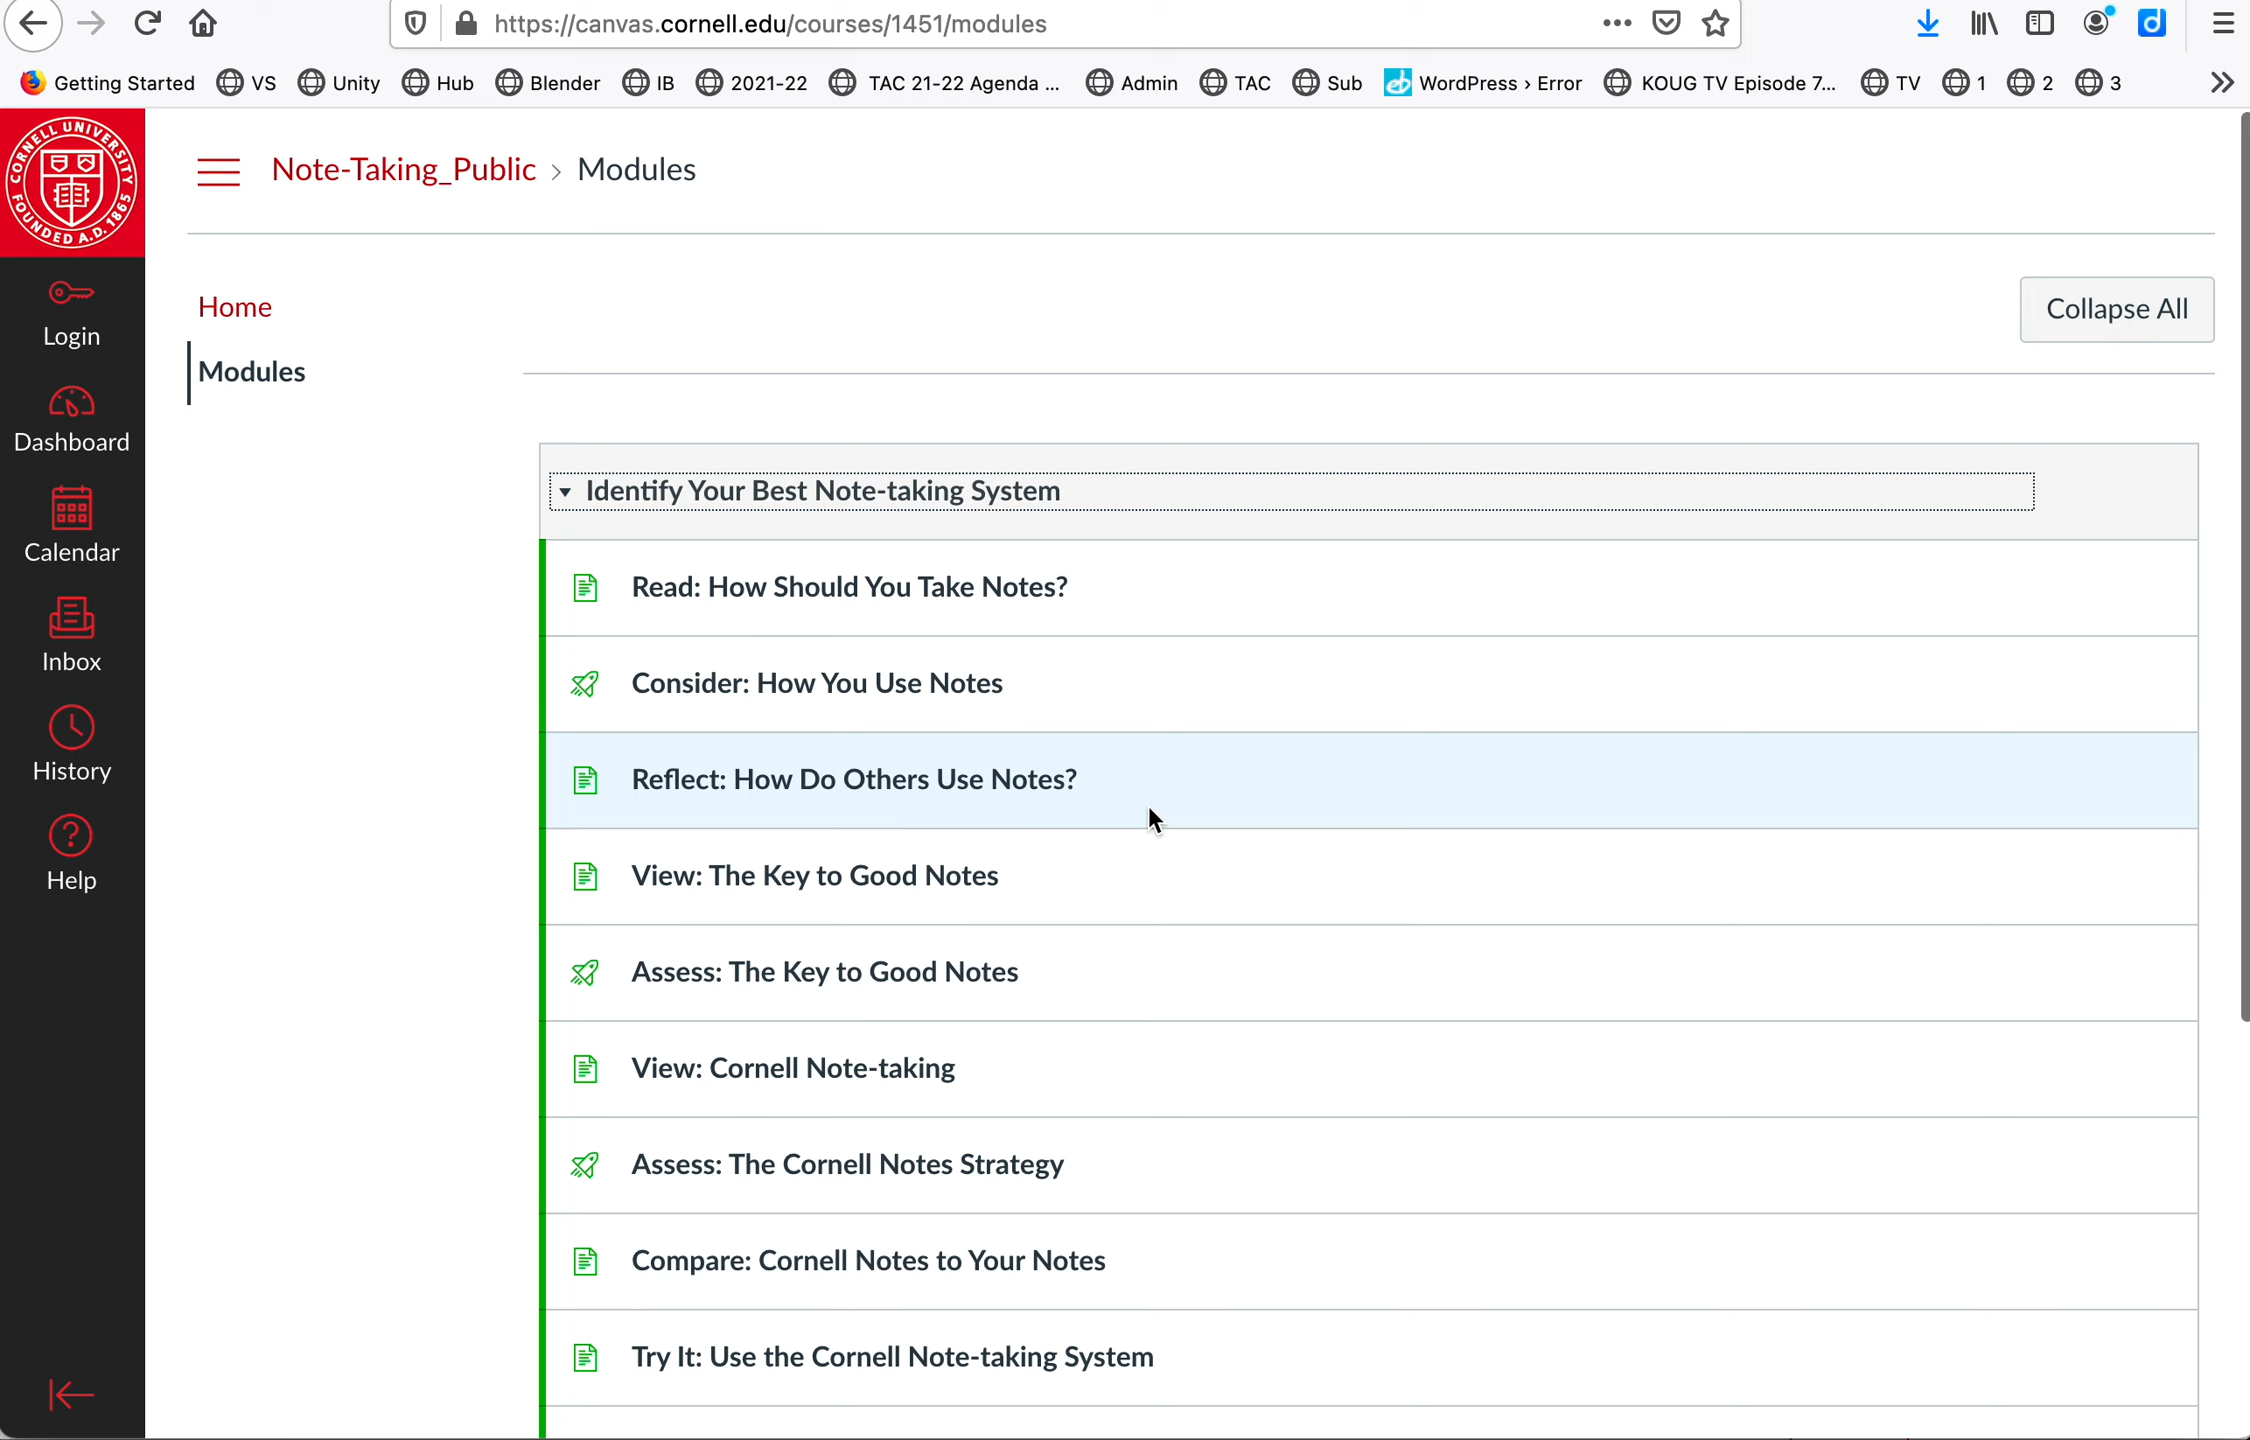 https://canvas.cornell.edu/courses/1451/modules
Getting Started VS Unity Hub Blender IB 2021-22 TAC 21-22 Agenda ... Admin TAC Sub WordPress › Error KOUG TV Episode 7... TV 1 2 3
CORNELL UNIVERSITY
FOUNDED A.D. 1865
Note-Taking_Public > Modules
Login
Dashboard
Calendar
Inbox
History
Help
Home
Modules
Collapse All
Identify Your Best Note-taking System
Read: How Should You Take Notes?
Consider: How You Use Notes
Reflect: How Do Others Use Notes?
View: The Key to Good Notes
Assess: The Key to Good Notes
View: Cornell Note-taking
Assess: The Cornell Notes Strategy
Compare: Cornell Notes to Your Notes
Try It: Use the Cornell Note-taking System